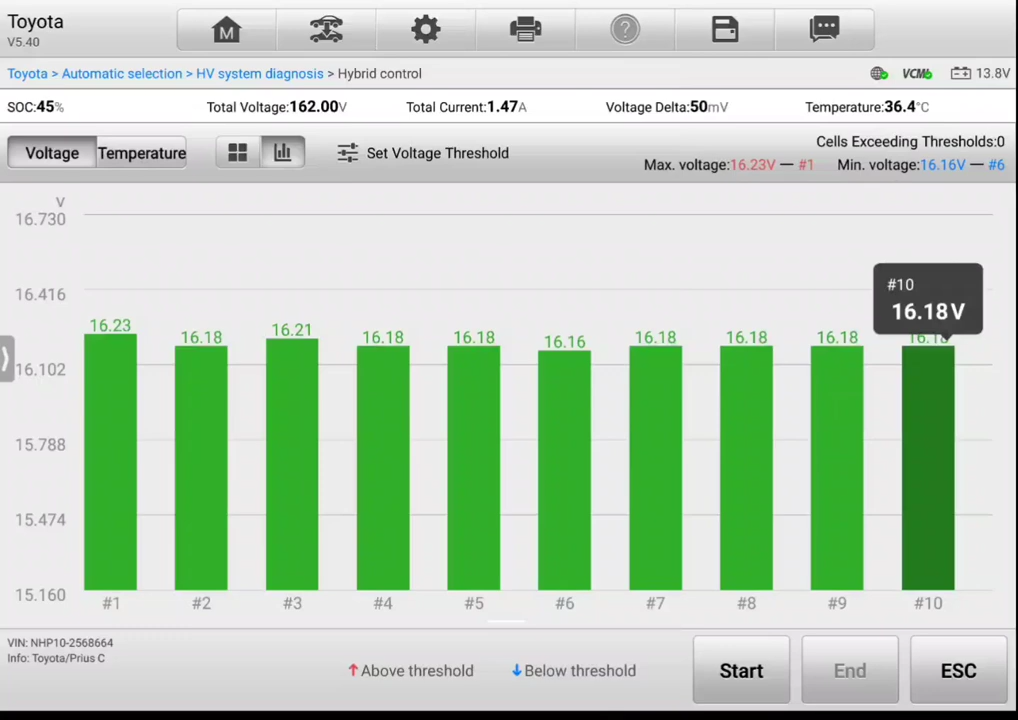 Toyota
V5.40
M
?
Toyota > Automatic selection > HV system diagnosis > Hybrid control
VCMI
13.8V
SOC:45% Total Voltage:162.00V Total Current:1.47A Voltage Delta:50mV Temperature:36.4°C
Voltage Temperature Set Voltage Threshold
Cells Exceeding Thresholds:0
Max. voltage:16.23V — #1 Min. voltage:16.16V — #6
V
16.730
16.416
16.102
15.788
15.474
15.160
#10
16.18V
16.23 16.18 16.21 16.18 16.18 16.16 16.18 16.18 16.18 16.18
#1 #2 #3 #4 #5 #6 #7 #8 #9 #10
VIN: NHP10-2568664
Info: Toyota/Prius C
↑Above threshold ↓Below threshold
Start End ESC